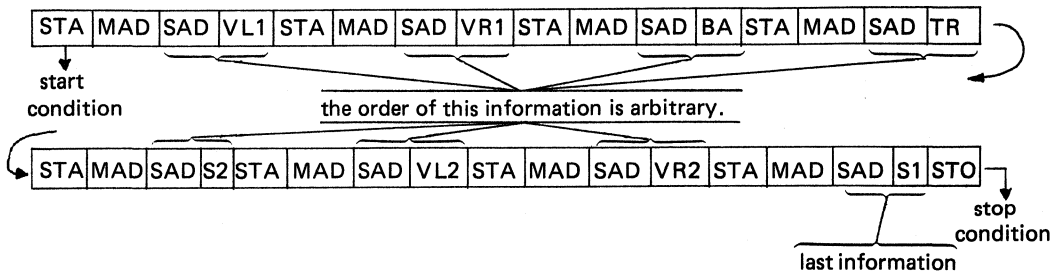 STA MAD SAD VL1 STA MAD SAD VR1 STA MAD SAD BA STA MAD SAD TR
start
condition
the order of this information is arbitrary.
STA MAD SAD S2 STA MAD SAD VL2 STA MAD SAD VR2 STA MAD SAD S1 STO
stop
condition
last information